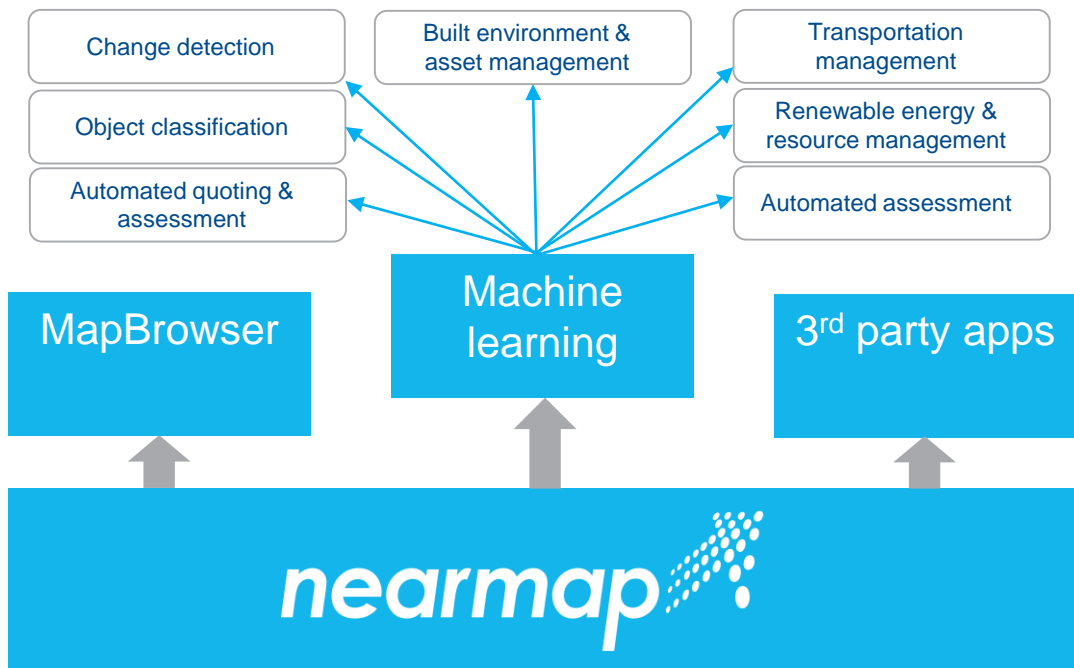 Change detection
Built environment &
asset management
Transportation
management
Object classification
Renewable energy &
resource management
Automated quoting &
assessment
Automated assessment
MapBrowser
Machine
learning
3rd party apps
nearmap